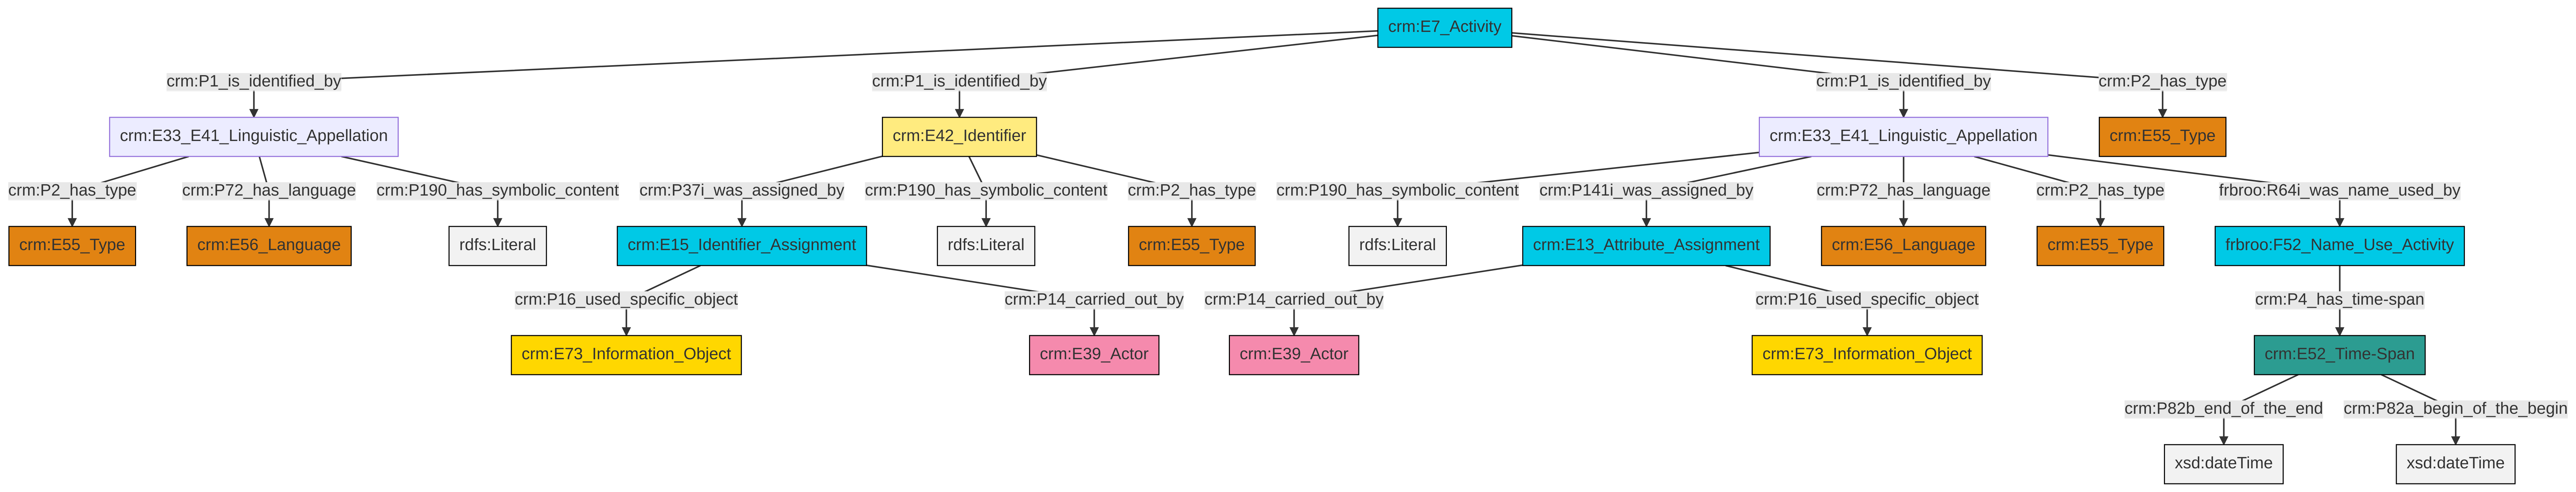 crm:E7_Activity
crm:P1_is_identified_by
crm:P1_is_identified_by
crm:P1_is_identified_by
crm:P2_has_type
crm:E33_E41_Linguistic_Appellation
crm:E42_Identifier
crm:E33_E41_Linguistic_Appellation
crm:E55_Type
crm:P2_has_type
crm:P72_has_language
crm:P190_has_symbolic_content
crm:P37i_was_assigned_by
crm:P190_has_symbolic_content
crm:P2_has_type
crm:P190_has_symbolic_content
crm:P141i_was_assigned_by
crm:P72_has_language
crm:P2_has_type
frbroo:R64i_was_name_used_by
crm:E55_Type
crm:E56_Language
rdfs:Literal
crm:E15_Identifier_Assignment
rdfs:Literal
crm:E55_Type
rdfs:Literal
crm:E13_Attribute_Assignment
crm:E56_Language
crm:E55_Type
frbroo:F52_Name_Use_Activity
crm:P16_used_specific_object
crm:P14_carried_out_by
crm:P14_carried_out_by
crm:P16_used_specific_object
crm:P4_has_time-span
crm:E73_Information_Object
crm:E39_Actor
crm:E39_Actor
crm:E73_Information_Object
crm:E52_Time-Span
crm:P82b_end_of_the_end
crm:P82a_begin_of_the_begin
xsd:dateTime
xsd:dateTime